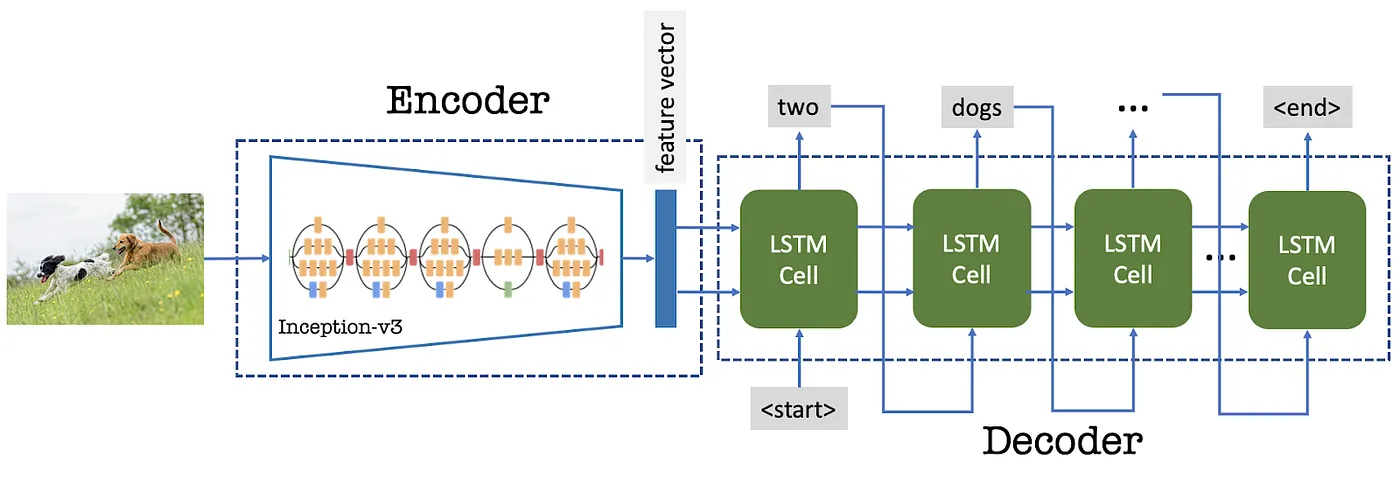 Encoder
feature vector
Inception-v3
two
dogs
...
<end>
LSTM
Cell
LSTM
Cell
LSTM
Cell
...
LSTM
Cell
<start>
Decoder